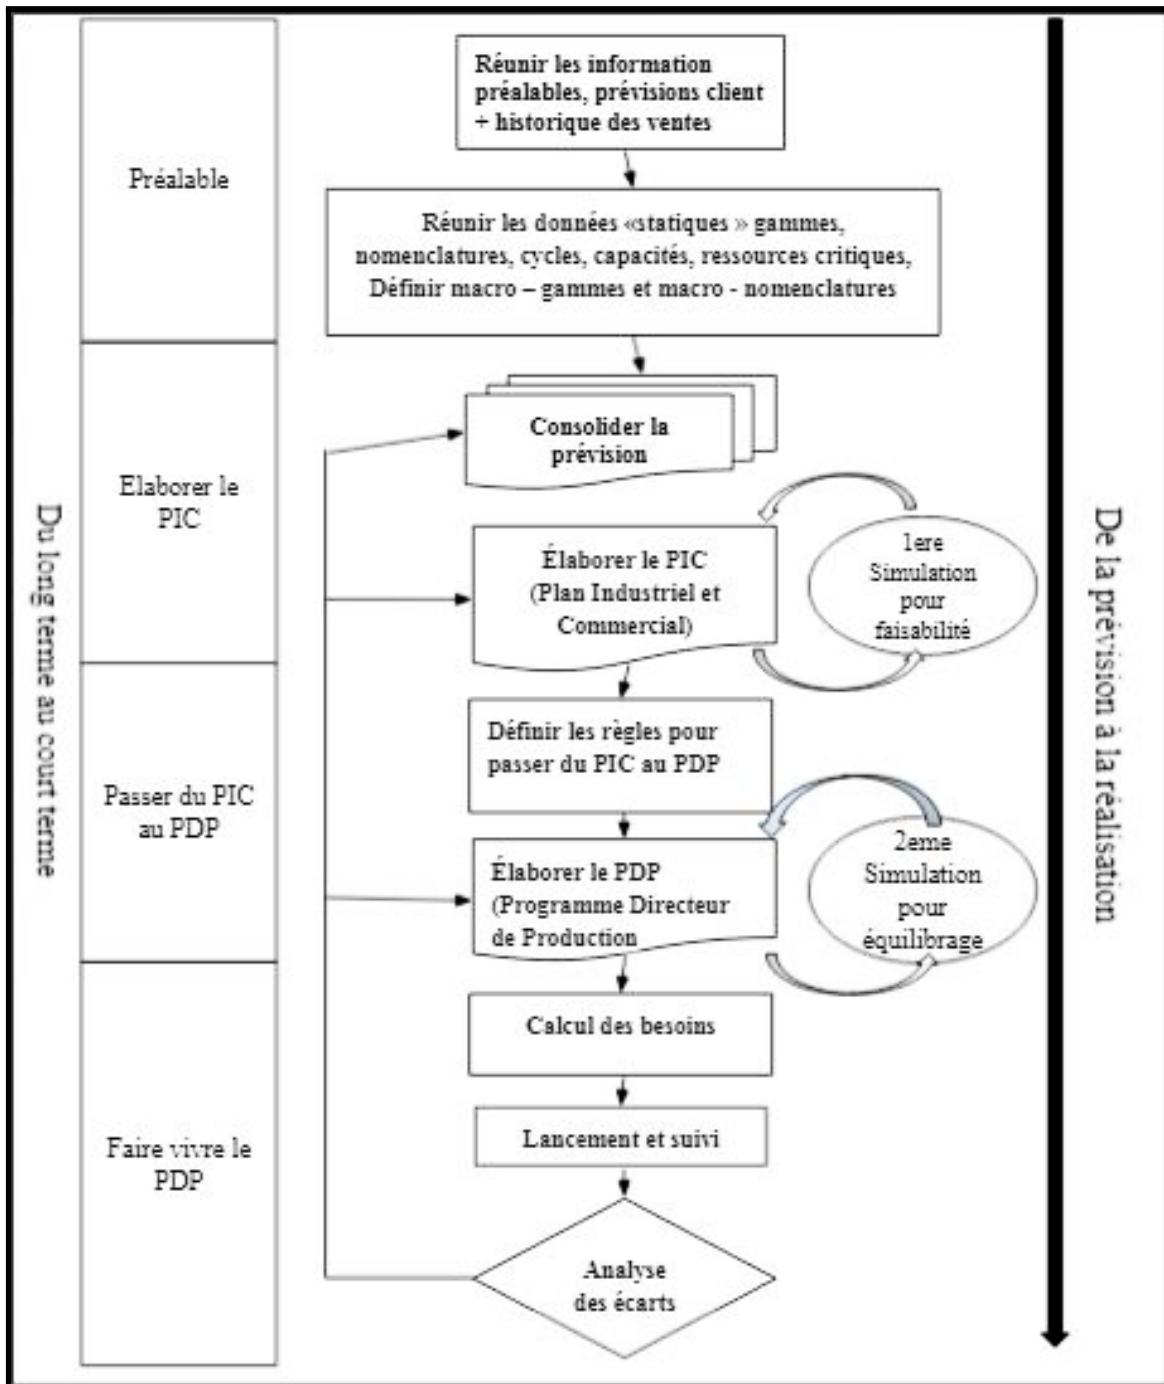 Réunir les information
préalables, prévisions client
+ historique des ventes
Préalable
Réunir les données «statiques » gammes,
nomenclatures, cycles, capacités, ressources critiques,
Définir macro – gammes et macro - nomenclatures
Consolider la
prévision
Elaborer le
PIC
Élaborer le PIC
(Plan Industriel et
Commercial)
1ere
Simulation
pour
faisabilité
Du long terme au court terme
De la prévision à la réalisation
Définir les règles pour
passer du PIC au PDP
Passer du PIC
au PDP
Élaborer le PDP
(Programme Directeur
de Production
2eme
Simulation
pour
équilibrage
Calcul des besoins
Lancement et suivi
Faire vivre le
PDP
Analyse
des écarts